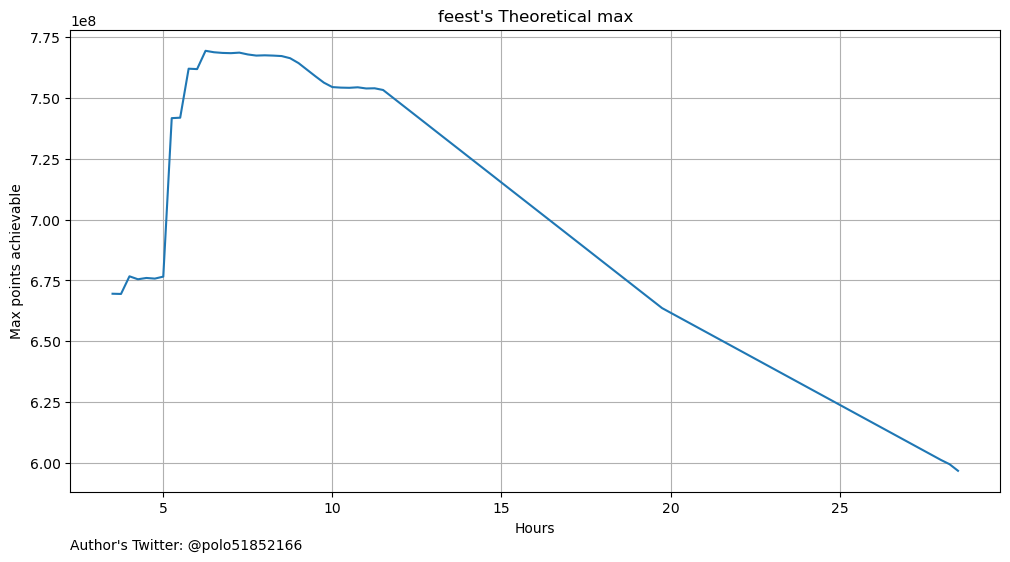 feest's Theoretical max
1e8
7.75
7.50
7.25
7.00
6.75
6.50
6.25
6.00
Max points achievable
5
10
15
20
25
Hours
Author's Twitter: @polo51852166